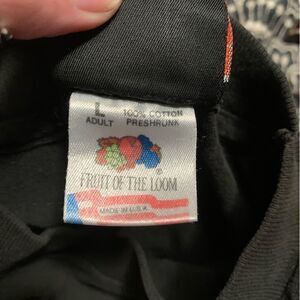 L 100% COTTON
ADULT PRESHRUNK
®
FRUIT OF THE LOOM
MADE IN U.S.A.